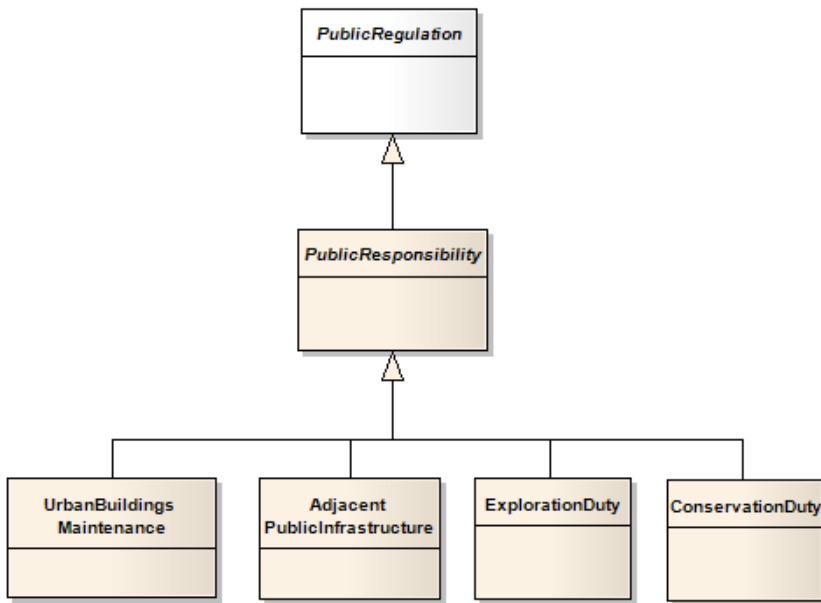 PublicRegulation
PublicResponsibility
UrbanBuildings
Maintenance
Adjacent
PublicInfrastructure
ExplorationDuty
ConservationDuty